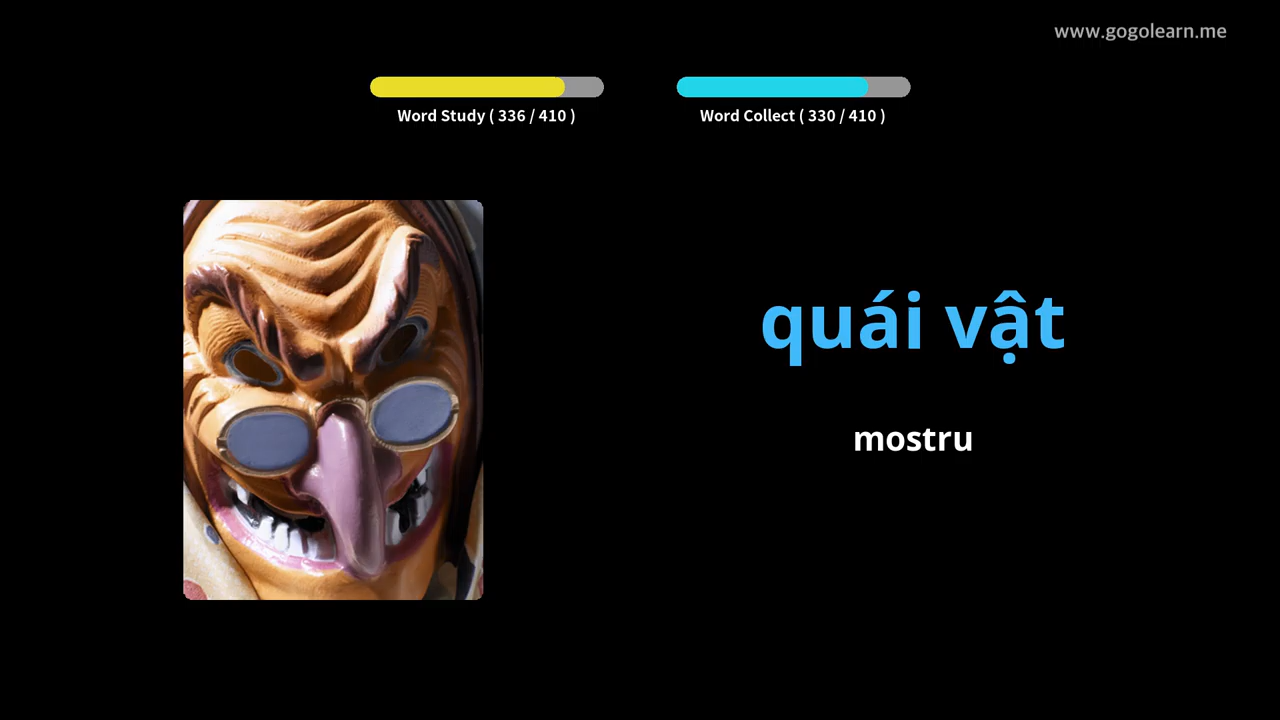 www.gogolearn.me
Word Study ( 336 / 410 )
Word Collect ( 330 / 410 )
quái vật
mostru